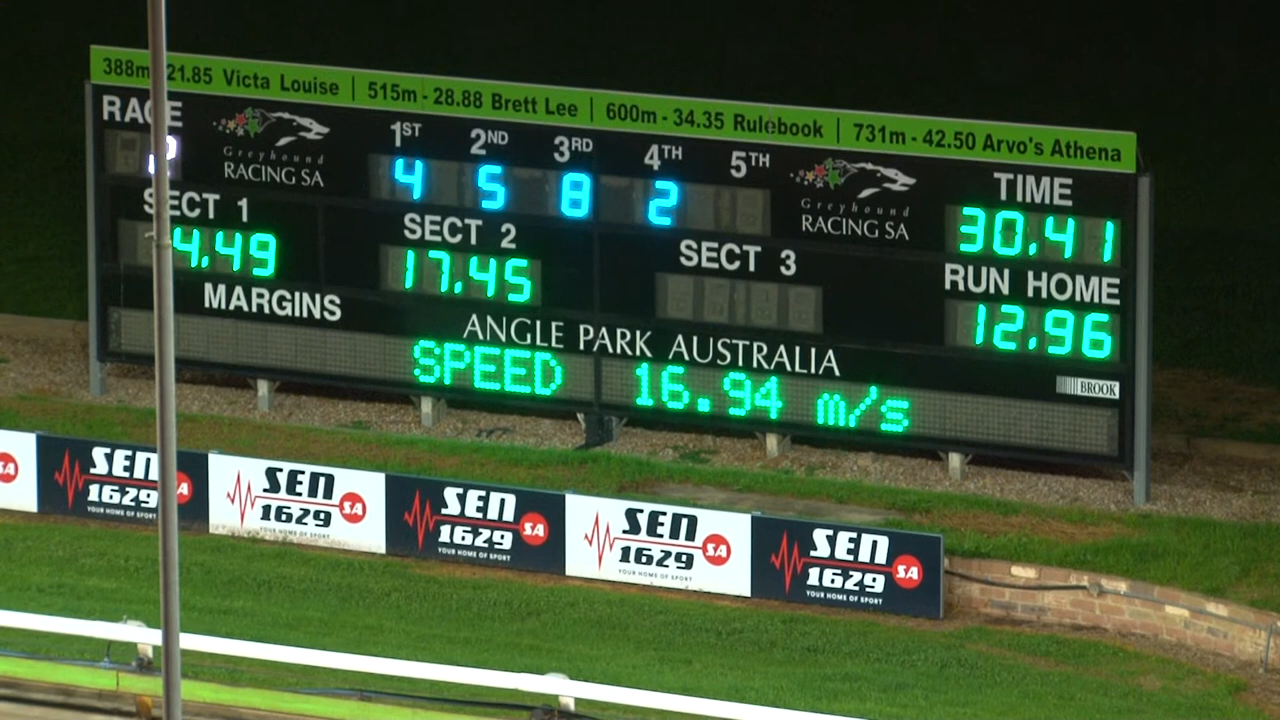 388m 21.85 Victa Louise | 515m - 28.88 Brett Lee | 600m - 34.35 Rulebook | 731m - 42.50 Arvo's Athena
RACE
Greyhound
RACING SA
1ST 2ND 3RD 4TH 5TH
4 5 8 2
Greyhound
RACING SA
TIME
30.41
SECT 1
4.49
SECT 2
17.45
SECT 3
RUN HOME
12.96
MARGINS
ANGLE PARK AUSTRALIA
SPEED 16.94 m/s
BROOK
SA
SEN
1629 SA
YOUR HOME OF SPORT
SEN
1629 SA
YOUR HOME OF SPORT
SEN
1629 SA
YOUR HOME OF SPORT
SEN
1629 SA
YOUR HOME OF SPORT
SEN
1629 SA
YOUR HOME OF SPORT